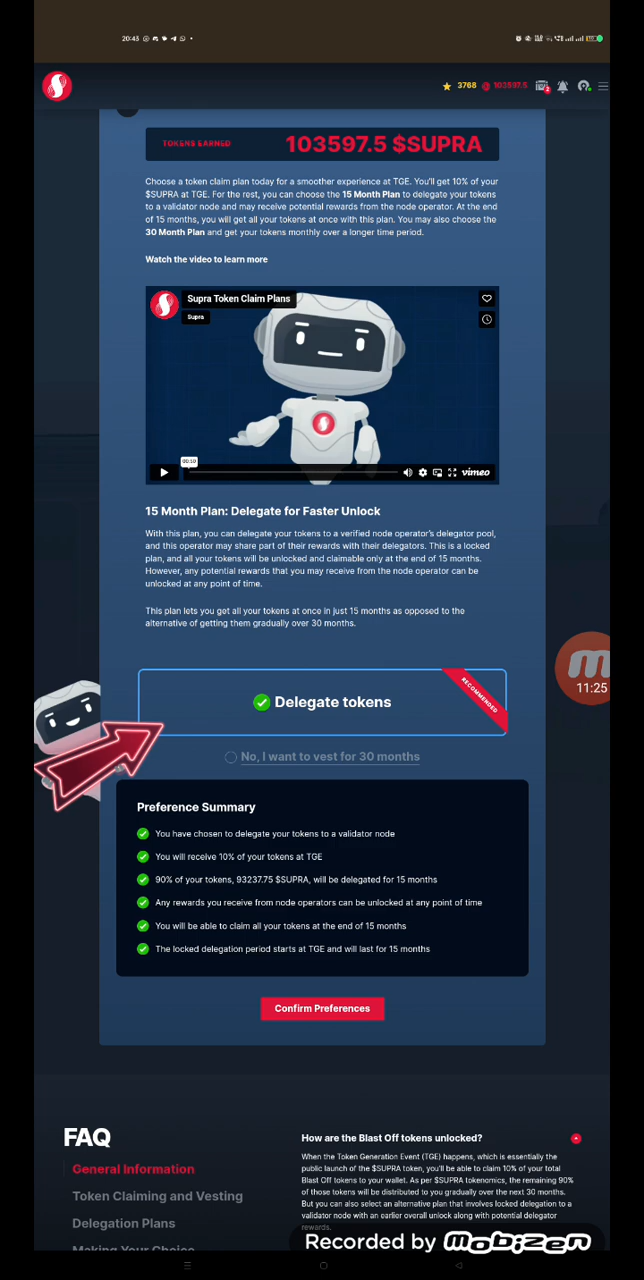 20:43
3768
103597.5
2
TOKENS EARNED
103597.5 $SUPRA
Choose a token claim plan today for a smoother experience at TGE. You'll get 10% of your
$SUPRA at TGE. For the rest, you can choose the 15 Month Plan to delegate your tokens
to a validator node and may receive potential rewards from the node operator. At the end
of 15 months, you will get all your tokens at once with this plan. You may also choose the
30 Month Plan and get your tokens monthly over a longer time period.
Watch the video to learn more
Supra Token Claim Plans
Supra
00:50
vimeo
15 Month Plan: Delegate for Faster Unlock
With this plan, you can delegate your tokens to a verified node operator's delegator pool,
and this operator may share part of their rewards with their delegators. This is a locked
plan, and all your tokens will be unlocked and claimable only at the end of 15 months.
However, any potential rewards that you may receive from the node operator can be
unlocked at any point of time.
This plan lets you get all your tokens at once in just 15 months as opposed to the
alternative of getting them gradually over 30 months.
11:25
RECOMMENDED
Delegate tokens
No, I want to vest for 30 months
Preference Summary
You have chosen to delegate your tokens to a validator node
You will receive 10% of your tokens at TGE
90% of your tokens, 93237.75 $SUPRA, will be delegated for 15 months
Any rewards you receive from node operators can be unlocked at any point of time
You will be able to claim all your tokens at the end of 15 months
The locked delegation period starts at TGE and will last for 15 months
Confirm Preferences
FAQ
General Information
Token Claiming and Vesting
Delegation Plans
Making Your Choice
How are the Blast Off tokens unlocked?
When the Token Generation Event (TGE) happens, which is essentially the
public launch of the $SUPRA token, you'll be able to claim 10% of your total
Blast Off tokens to your wallet. As per $SUPRA tokenomics, the remaining 90%
of those tokens will be distributed to you gradually over the next 30 months.
But you can also select an alternative plan that involves locked delegation to a
validator node with an earlier overall unlock along with potential delegator
rewards.
Recorded by mobizen